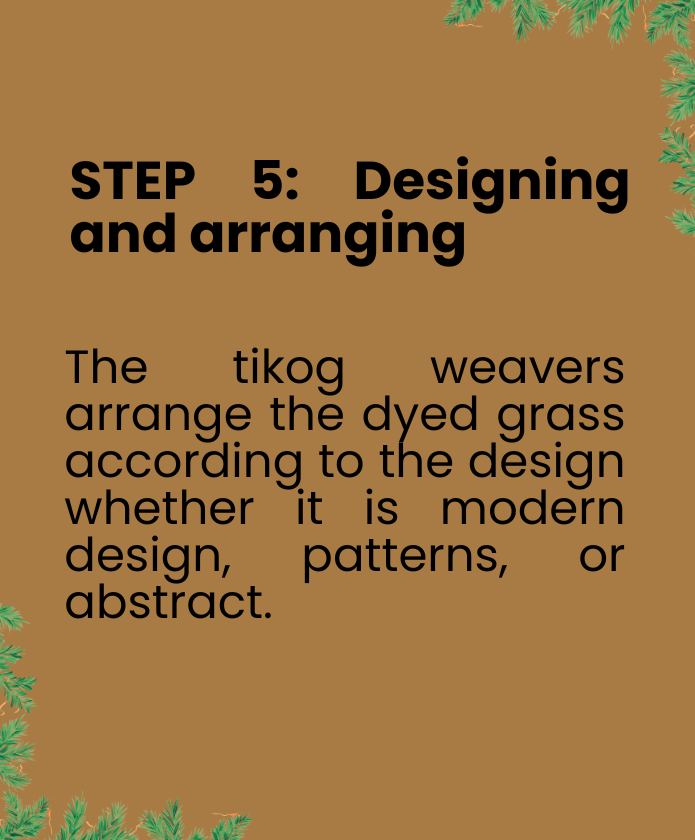 STEP 5: Designing
and arranging
The tikog weavers
arrange the dyed grass
according to the design
whether it is modern
design, patterns, or
abstract.